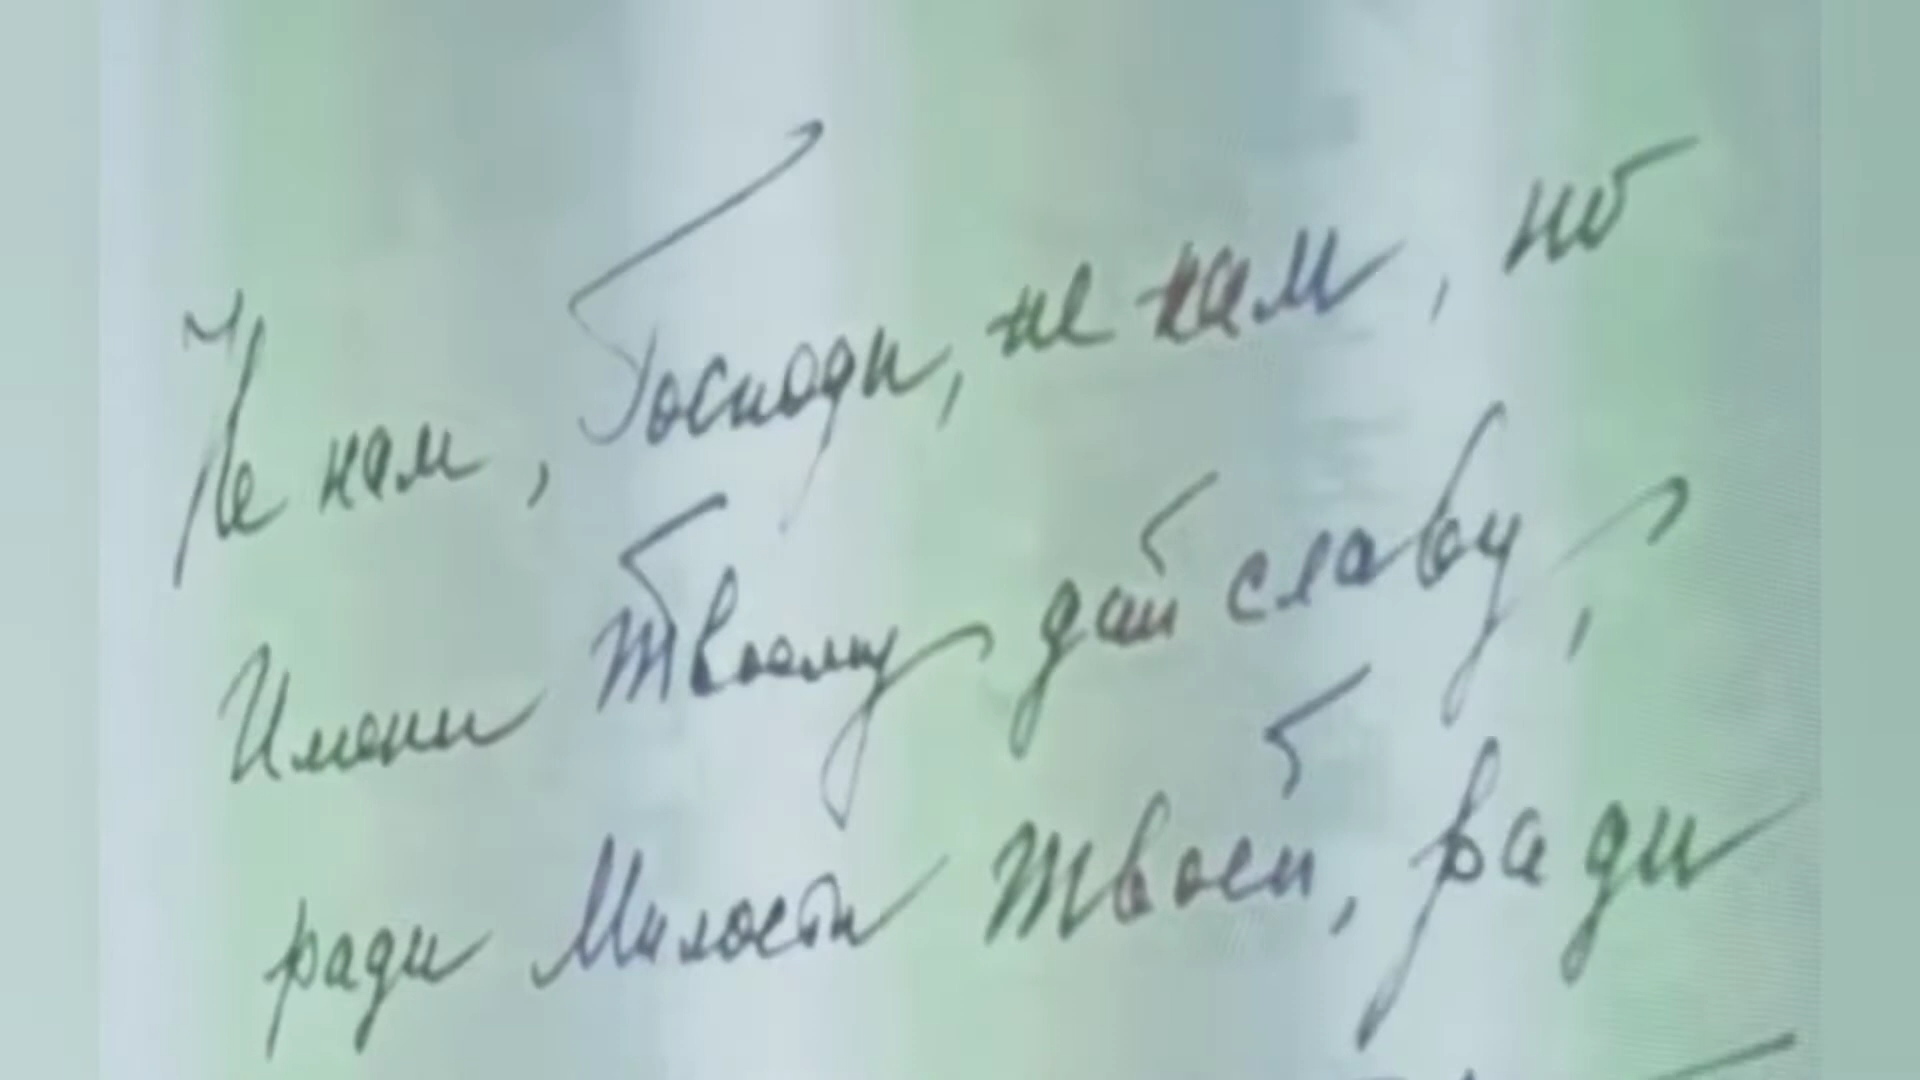 Не нам, Господи, не нам, но
Имени Твоему дай славу,
ради Милости Твоей, ради